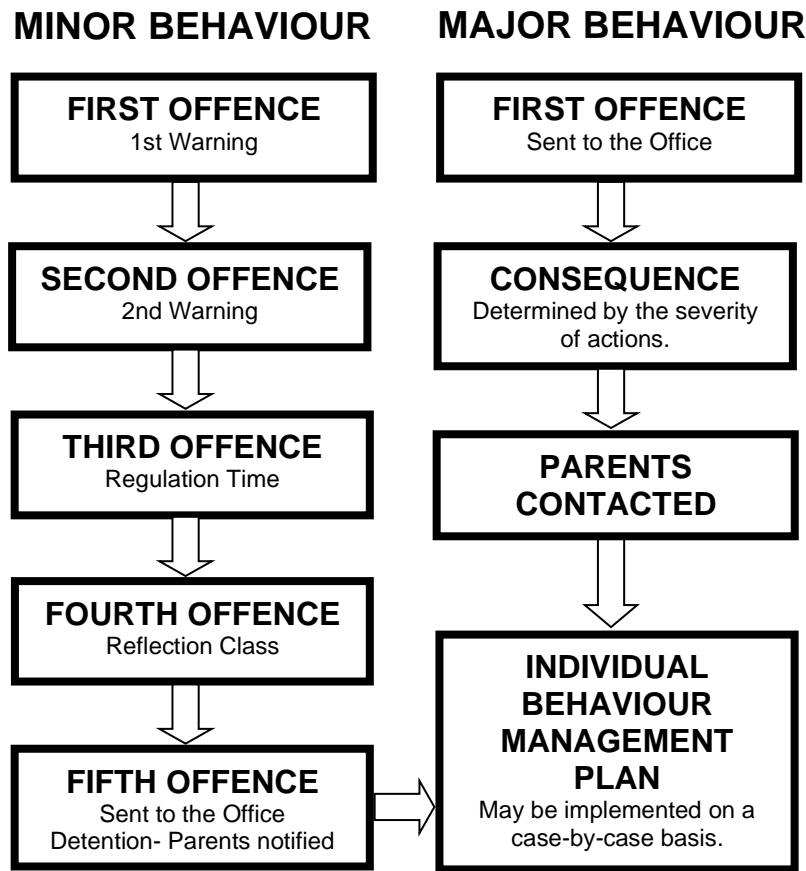 MINOR BEHAVIOUR
FIRST OFFENCE
1st Warning
SECOND OFFENCE
2nd Warning
THIRD OFFENCE
Regulation Time
FOURTH OFFENCE
Reflection Class
FIFTH OFFENCE
Sent to the Office
Detention- Parents notified
MAJOR BEHAVIOUR
FIRST OFFENCE
Sent to the Office
CONSEQUENCE
Determined by the severity
of actions.
PARENTS
CONTACTED
INDIVIDUAL
BEHAVIOUR
MANAGEMENT
PLAN
May be implemented on a
case-by-case basis.